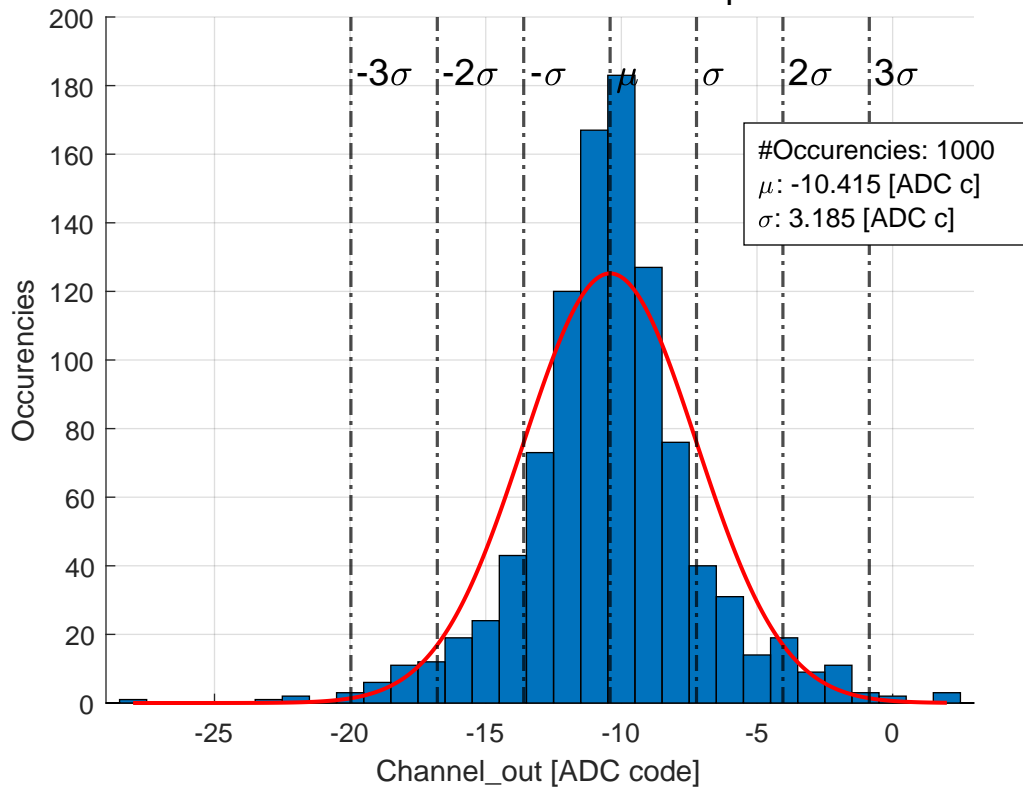 200
180
160
140
120
100
80
60
40
20
0
Occurencies
-3σ -2σ -σ μ σ 2σ 3σ
#Occurencies: 1000
μ: -10.415 [ADC c]
σ: 3.185 [ADC c]
-25 -20 -15 -10 -5 0
Channel_out [ADC code]